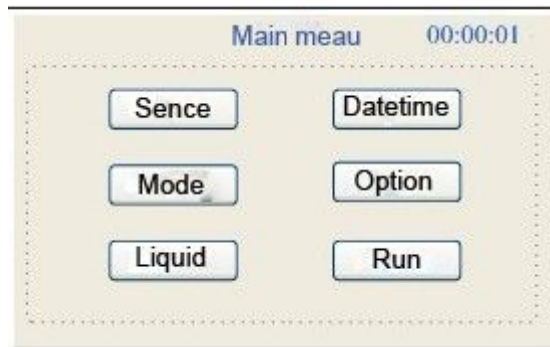 Main meau 00:00:01
Sence Datetime
Mode Option
Liquid Run